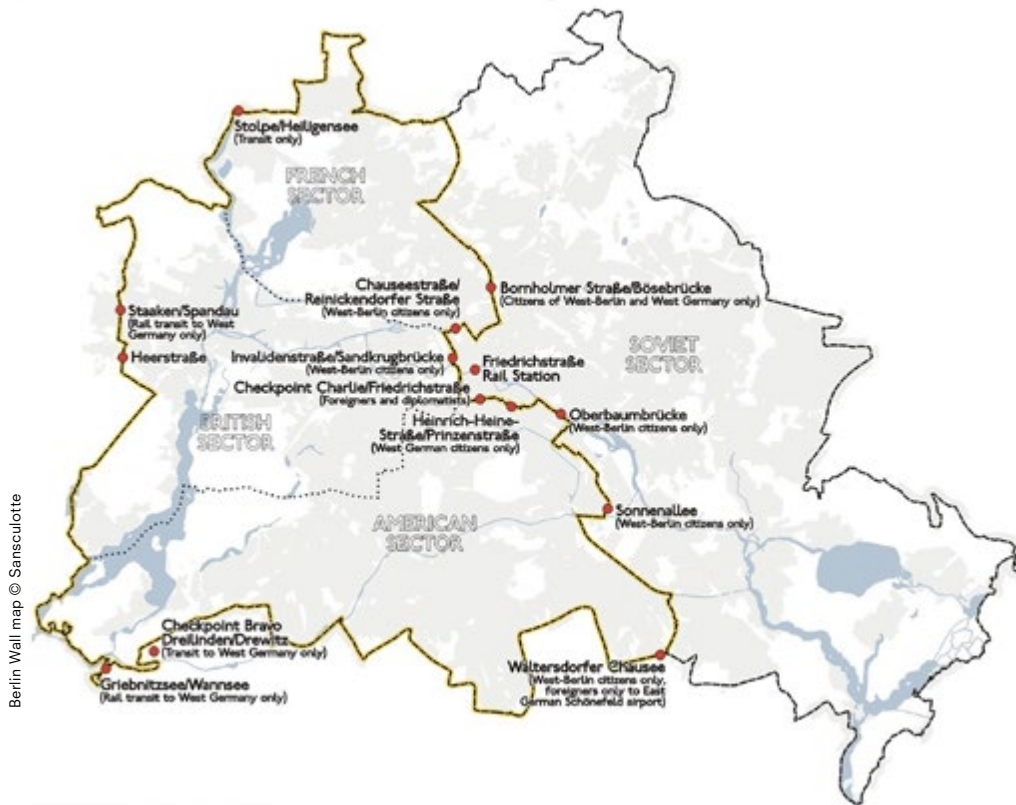 Stolpe/Heiligensee
(Transit only)
FRENCH
SECTOR
Chauseestraße/
Reinickendorfer Straße
(West-Berlin citizens only)
Bornholmer Straße/Bösebrücke
(Citizens of West-Berlin and West Germany only)
Staaken/Spandau
(Rail transit to West
Germany only)
Heerstraße
Invalidenstraße/Sandkrugbrücke
(West-Berlin citizens only)
Friedrichstraße
Rail Station
SOVIET
SECTOR
Checkpoint Charlie/Friedrichstraße
(Foreigners and diplomatists)
BRITISH
SECTOR
Heinrich-Heine-
Straße/Prinzenstraße
(West German citizens only)
Oberbaumbrücke
(West-Berlin citizens only)
AMERICAN
SECTOR
Sonnenallee
(West-Berlin citizens only)
Checkpoint Bravo
Dreilinden/Drewitz
(Transit to West Germany only)
Griebnitzsee/Wannsee
(Rail transit to West Germany only)
Waltersdorfer Chausee
(West-Berlin citizens only,
foreigners only to East
German Schönefeld airport)
Berlin Wall map © Sansculotte